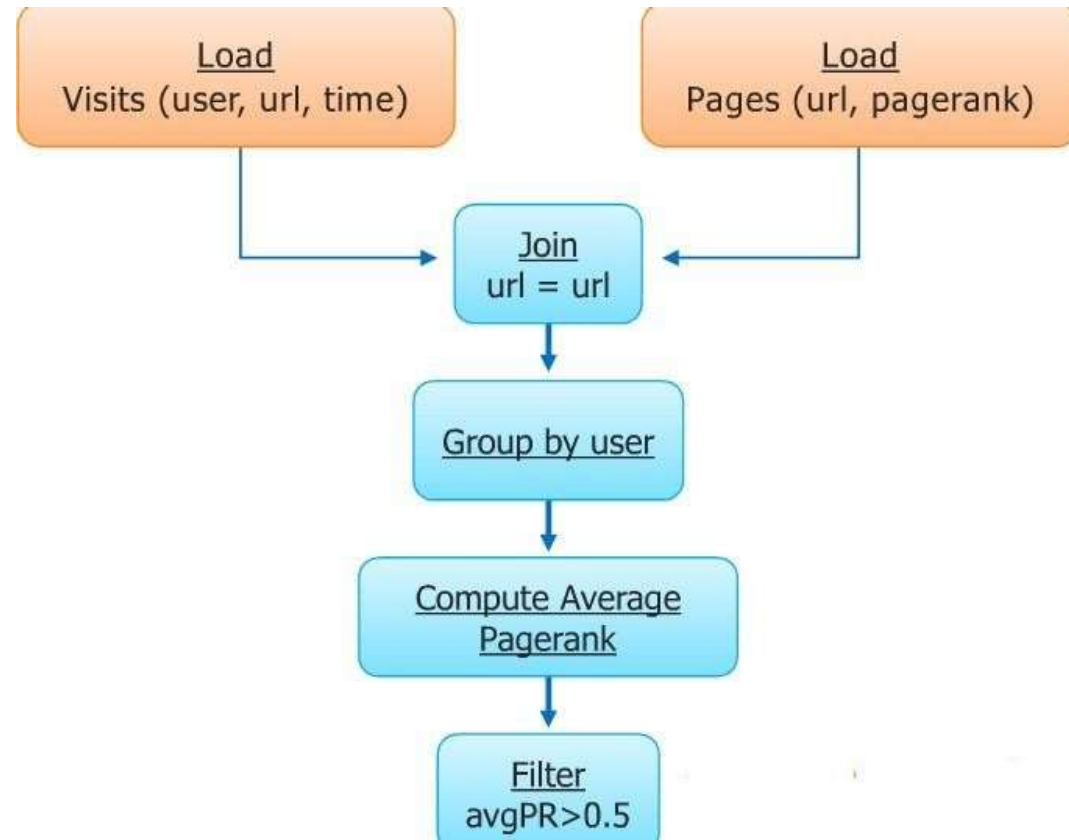 Load
Visits (user, url, time)
Load
Pages (url, pagerank)
Join
url = url
Group by user
Compute Average
Pagerank
Filter
avgPR>0.5